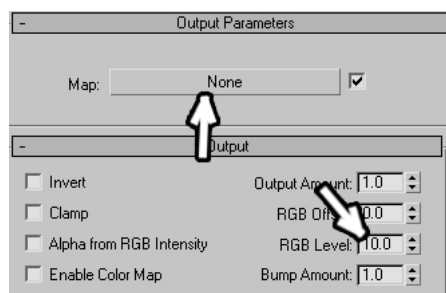 - Output Parameters
Map: None
- Output
Invert Output Amount: 1.0
Clamp RGB 0.0
Alpha from RGB Intensity RGB Level: 10.0
Enable Color Map Bump Amount: 1.0